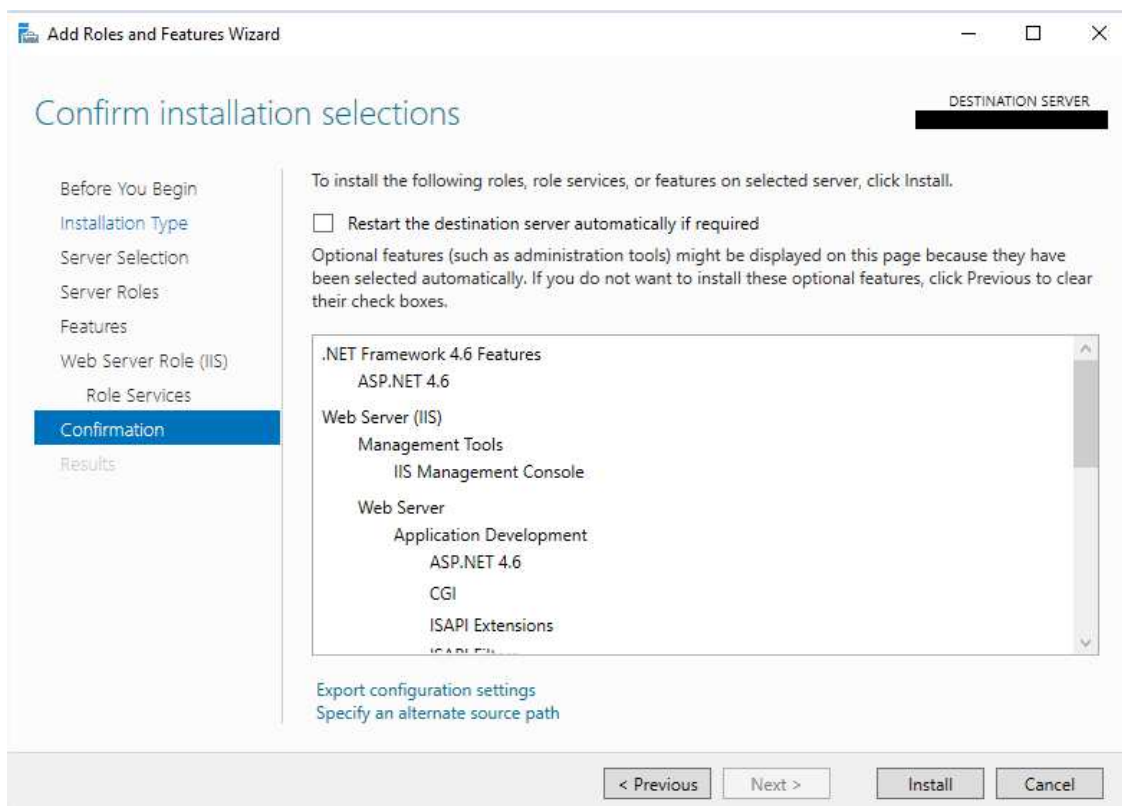 Add Roles and Features Wizard
Confirm installation selections
DESTINATION SERVER
Before You Begin
Installation Type
Server Selection
Server Roles
Features
Web Server Role (IIS)
Role Services
Confirmation
Results
To install the following roles, role services, or features on selected server, click Install.
Restart the destination server automatically if required
Optional features (such as administration tools) might be displayed on this page because they have
been selected automatically. If you do not want to install these optional features, click Previous to clear
their check boxes.
.NET Framework 4.6 Features
ASP.NET 4.6
Web Server (IIS)
Management Tools
IIS Management Console
Web Server
Application Development
ASP.NET 4.6
CGI
ISAPI Extensions
Export configuration settings
Specify an alternate source path
< Previous
Next >
Install
Cancel